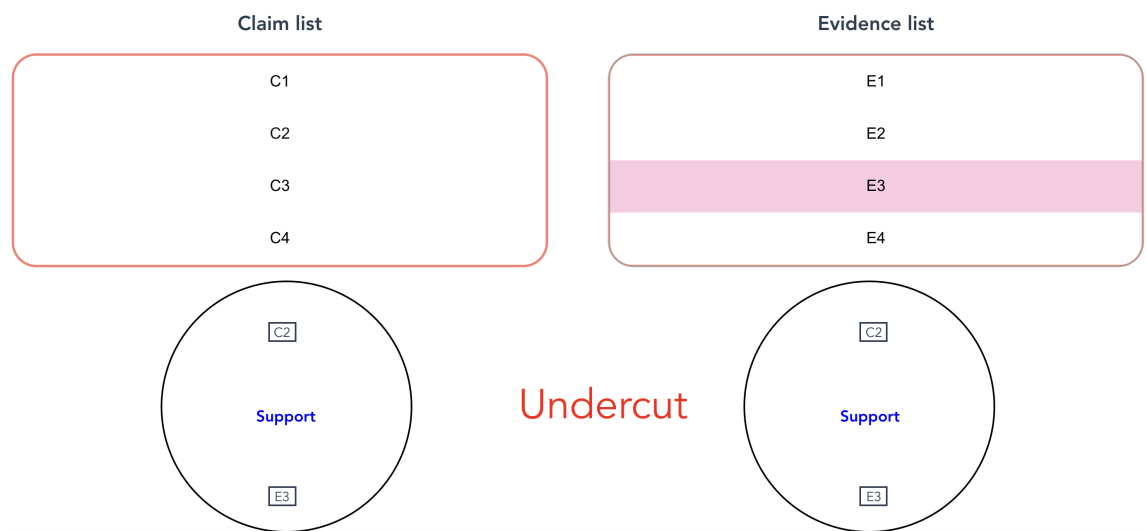 Claim list
C1
C2
C3
C4
Evidence list
E1
E2
E3
E4
C2
Support
E3
Undercut
C2
Support
E3